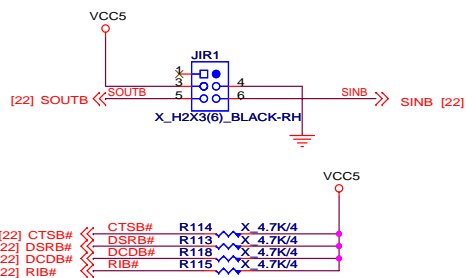 VCC5
JIR1
1
3 4
[22] SOUTB SOUTB 5 6 SINB SINB [22]
X_H2X3(6)_BLACK-RH
VCC5
[22] CTSB# CTSB# R114 X_4.7K/4
22] DSRB# DSRB# R113 X_4.7K/4
22] DCDB# DCDB# R118 X_4.7K/4
22] RIB# RIB# R115 X_4.7K/4